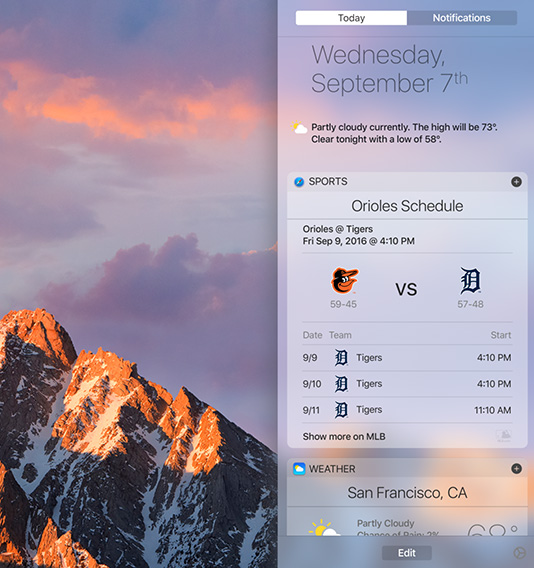 Today Notifications
Wednesday,
September 7th
Partly cloudy currently. The high will be 73°.
Clear tonight with a low of 58°.
SPORTS
Orioles Schedule
Orioles @ Tigers
Fri Sep 9, 2016 @ 4:10 PM
VS
59-45 57-48
Date Team Start
9/9 Tigers 4:10 PM
9/10 Tigers 4:10 PM
9/11 Tigers 11:10 AM
Show more on MLB
WEATHER
San Francisco, CA
Partly Cloudy
Chance of Rain: 2%
68°
Edit